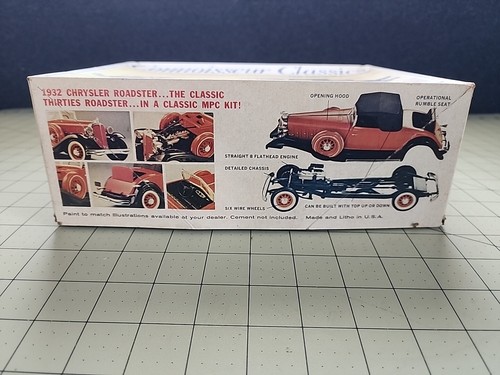 Connoisseur Classic
1932 CHRYSLER ROADSTER...THE CLASSIC
THIRTIES ROADSTER...IN A CLASSIC MPC KIT!
OPENING HOOD
OPERATIONAL
RUMBLE SEAT
STRAIGHT 8 FLATHEAD ENGINE
DETAILED CHASSIS
SIX WIRE WHEELS
CAN BE BUILT WITH TOP UP OR DOWN
Paint to match illustrations available at your dealer. Cement not included. Made and Litho in U.S.A.